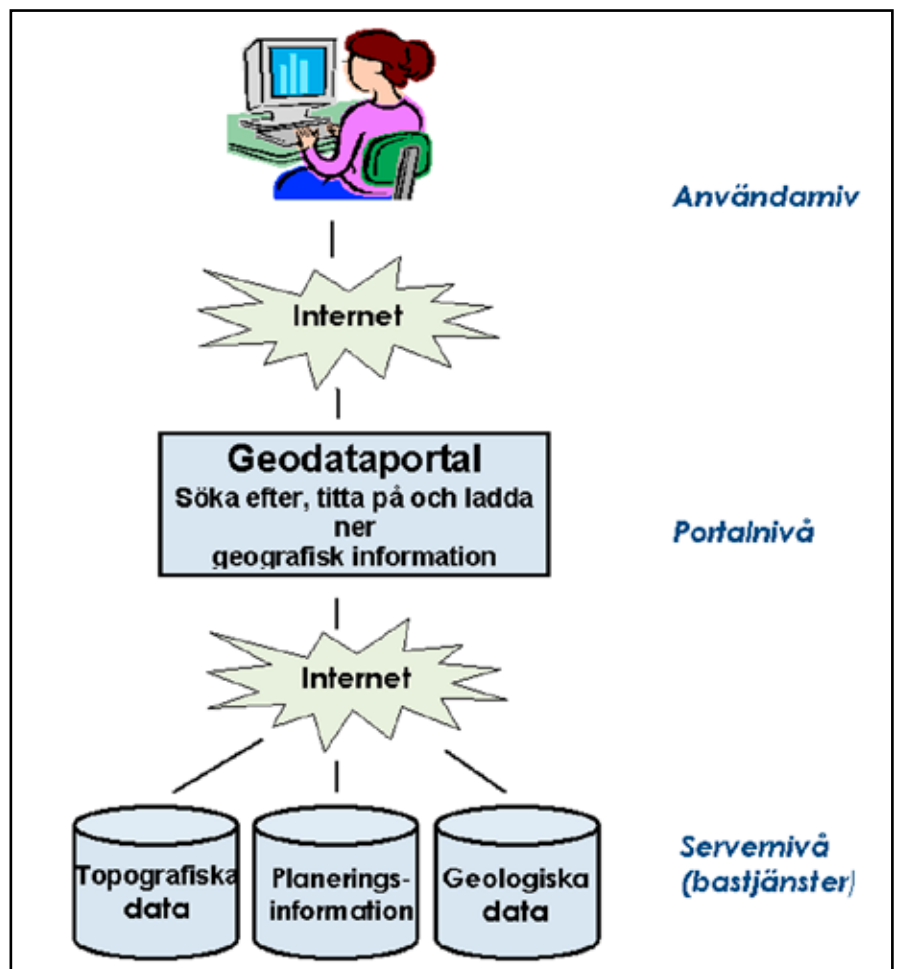 Användarniv
Internet
Geodataportal
Söka efter, titta på och ladda
ner
geografisk information
Portalnivå
Internet
Topografiska
data
Planerings-
information
Geologiska
data
Servernivå
(bastjänster)